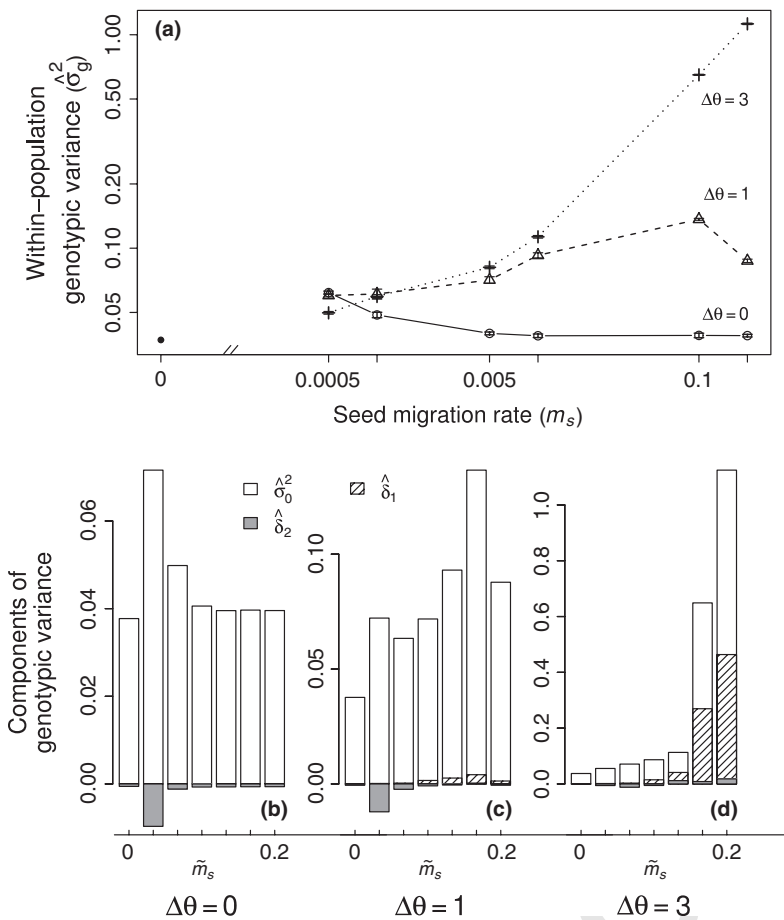 (a)
Within−population
genotypic variance (σ̂²g)
1.00
0.50
0.20
0.10
0.05
Δθ = 3
Δθ = 1
Δθ = 0
0
0.0005
0.005
0.1
Seed migration rate (mₛ)
Components of
genotypic variance
0.06
0.04
0.02
0.00
σ̂²₀
δ̂₂
δ̂₁
(b)
0 0.2
m̃ₛ
Δθ = 0
0.10
0.05
0.00
(c)
m̃ₛ
Δθ = 1
1.0
0.8
0.6
0.4
0.2
0.0
(d)
0 0.2
m̃ₛ
Δθ = 3